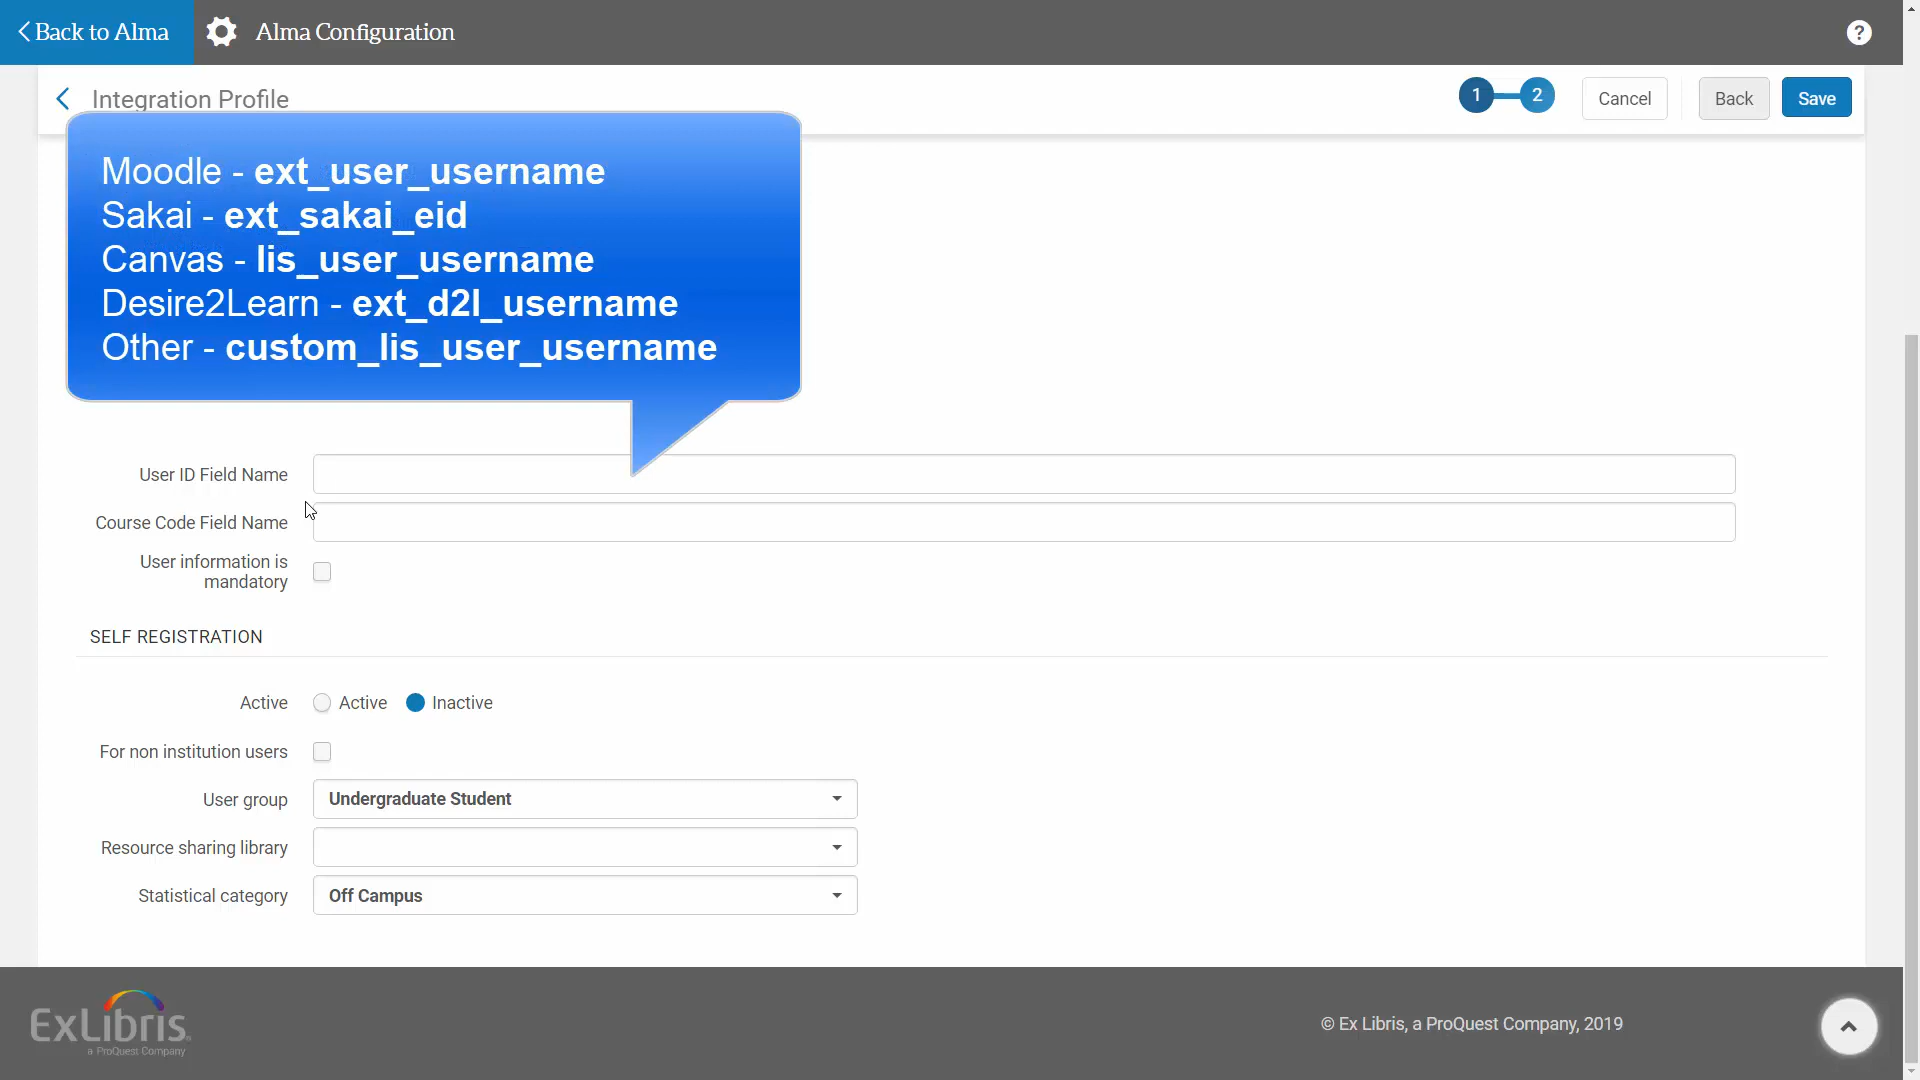 Back to Alma
Alma Configuration
?
Integration Profile
1
2
Cancel
Back
Save
Moodle - ext_user_username
Sakai - ext_sakai_eid
Canvas - lis_user_username
Desire2Learn - ext_d2l_username
Other - custom_lis_user_username
User ID Field Name
Course Code Field Name
User information is
mandatory
SELF REGISTRATION
Active
Active
Inactive
For non institution users
User group
Undergraduate Student
Resource sharing library
Statistical category
Off Campus
ExLibris
a ProQuest Company
© Ex Libris, a ProQuest Company, 2019